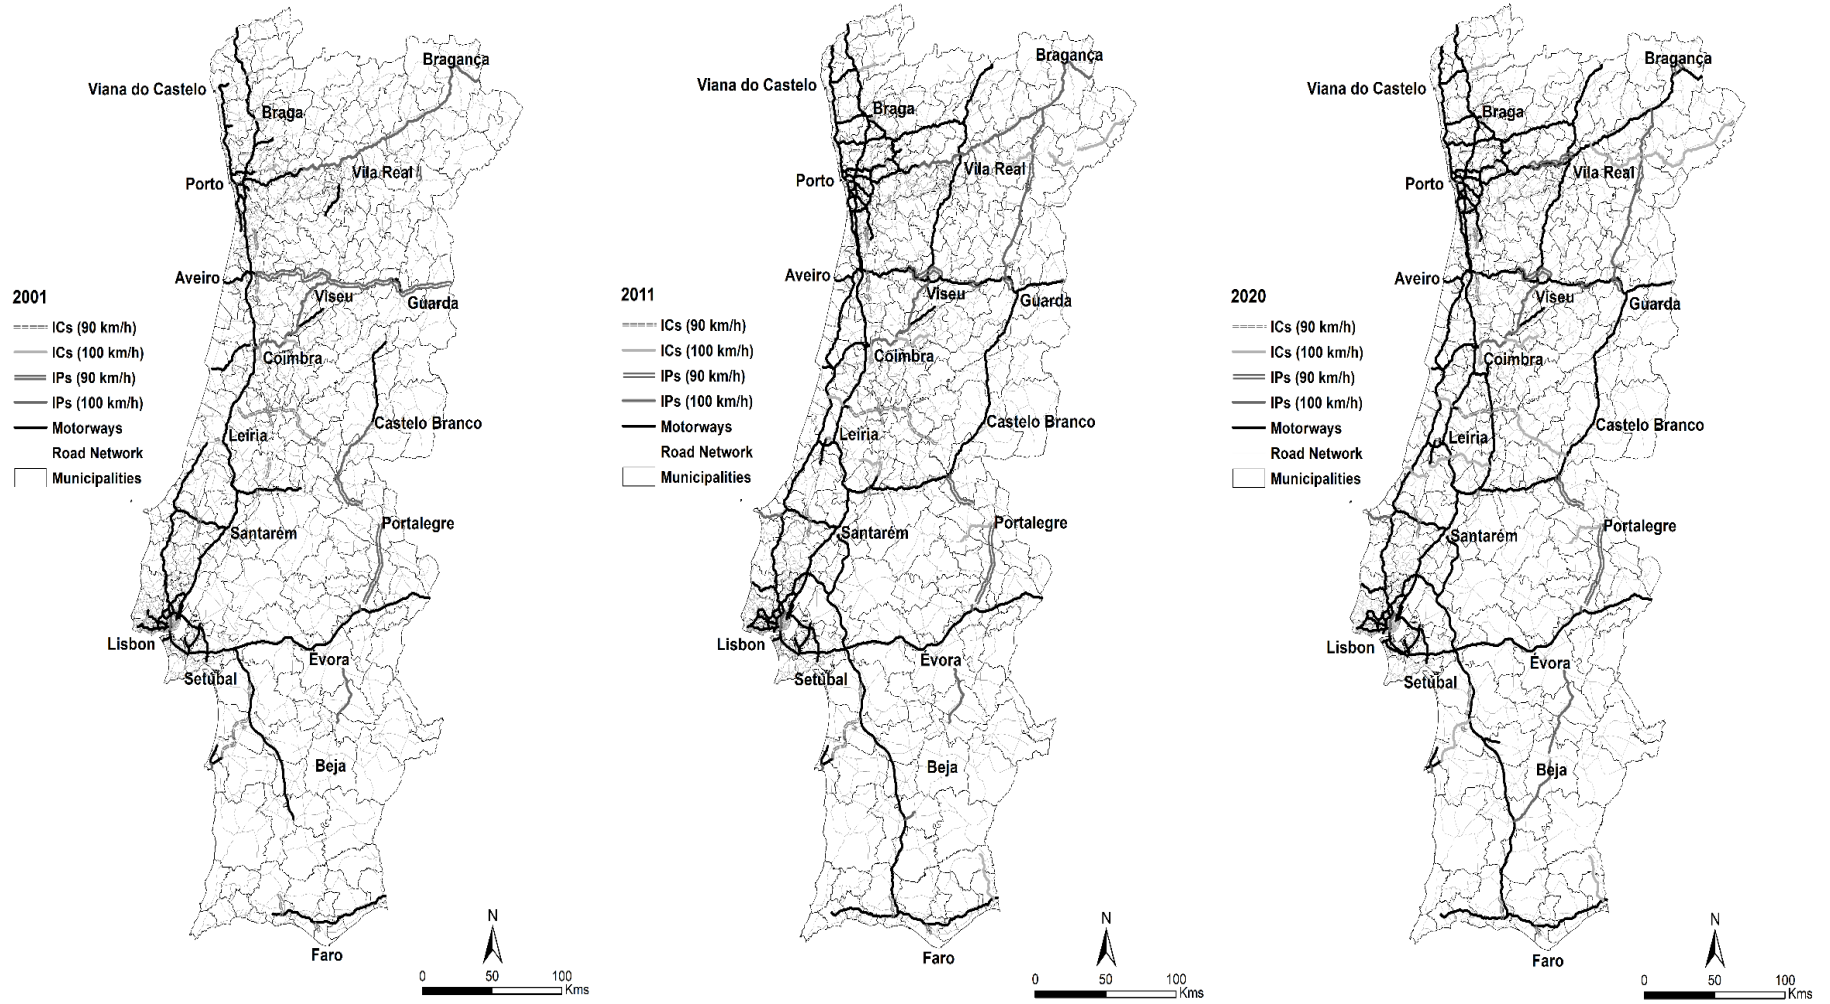 Bragança
Viana do Castelo
Braga
Vila Real
Porto
Aveiro
Viseu
Guarda
2001
ICs (90 km/h)
ICs (100 km/h)
IPs (90 km/h)
IPs (100 km/h)
Motorways
Road Network
Municipalities
Coimbra
Castelo Branco
Leiria
Portalegre
Santarém
Lisbon
Évora
Setúbal
Beja
Faro
N
0 50 100
Kms
Bragança
Viana do Castelo
Braga
Vila Real
Porto
Aveiro
Viseu
Guarda
2011
ICs (90 km/h)
ICs (100 km/h)
IPs (90 km/h)
IPs (100 km/h)
Motorways
Road Network
Municipalities
Coimbra
Castelo Branco
Leiria
Portalegre
Santarém
Lisbon
Évora
Setúbal
Beja
Faro
N
0 50 100
Kms
Bragança
Viana do Castelo
Braga
Vila Real
Porto
Aveiro
Viseu
Guarda
2020
ICs (90 km/h)
ICs (100 km/h)
IPs (90 km/h)
IPs (100 km/h)
Motorways
Road Network
Municipalities
Coimbra
Castelo Branco
Leiria
Portalegre
Santarém
Lisbon
Évora
Setúbal
Beja
Faro
N
0 50 100
Kms